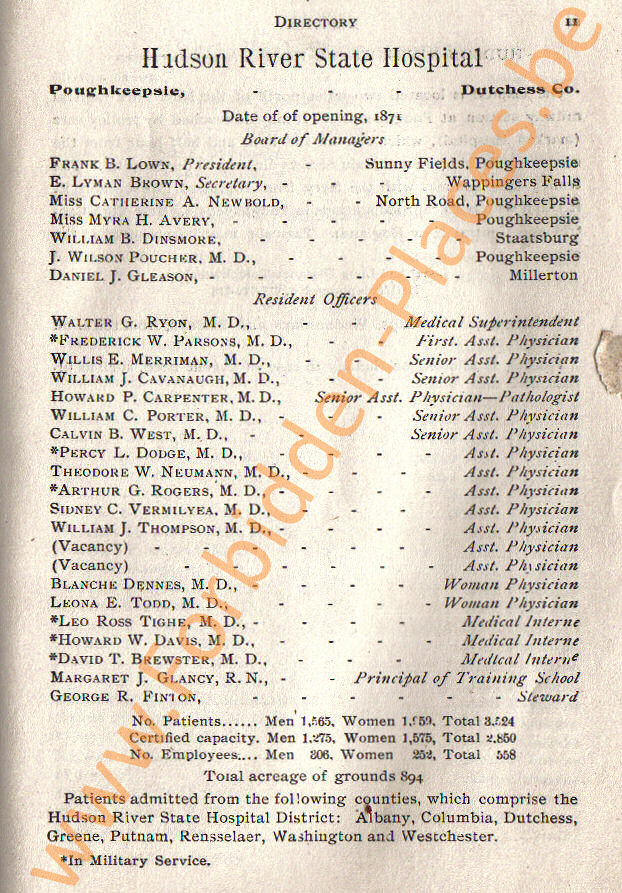 DIRECTORY 11
Hudson River State Hospital
Poughkeepsie, - - - Dutchess Co.
Date of of opening, 1871
Board of Managers
FRANK B. LOWN, President, - Sunny Fields, Poughkeepsie
E. LYMAN BROWN, Secretary, - - Wappingers Falls
MISS CATHERINE A. NEWBOLD, - - North Road, Poughkeepsie
MISS MYRA H. AVERY, - - - - - Poughkeepsie
WILLIAM B. DINSMORE, - - - - - - Staatsburg
J. WILSON POUCHER, M. D., - - - - Poughkeepsie
DANIEL J. GLEASON, - - - - - - Millerton
Resident Officers
WALTER G. RYON, M. D., - - Medical Superintendent
*FREDERICK W. PARSONS, M. D., - - First. Asst. Physician
WILLIS E. MERRIMAN, M. D., - - - Senior Asst. Physician
WILLIAM J. CAVANAUGH, M. D., - - - Senior Asst. Physician
HOWARD P. CARPENTER, M. D., Senior Asst. Physician—Pathologist
WILLIAM C. PORTER, M. D., - - - - Senior Asst. Physician
CALVIN B. WEST, M. D., - - - Senior Asst. Physician
*PERCY L. DODGE, M. D., - - - - Asst. Physician
THEODORE W. NEUMANN, M. D., - - - - Asst. Physician
*ARTHUR G. ROGERS, M. D., - - - - - Asst. Physician
SIDNEY C. VERMILYEA, M. D., - - - - Asst. Physician
WILLIAM J. THOMPSON, M. D., - - - - - Asst. Physician
(Vacancy) - - - - - - - Asst. Physician
(Vacancy) - - - - - - Asst. Physician
BLANCHE DENNES, M. D., - - - - - Woman Physician
LEONA E. TODD, M. D., - - - - - Woman Physician
*LEO ROSS TIGHE, M. D., - - - - - Medical Interne
*HOWARD W. DAVIS, M. D., - - - - Medical Interne
*DAVID T. BREWSTER, M. D., - - - Medical Interne
MARGARET J. GLANCY, R. N., - - Principal of Training School
GEORGE R. FINTON, - - - - - - - Steward
No. Patients...... Men 1,565, Women 1,959, Total 3,524
Certified capacity. Men 1,275, Women 1,575, Total 2,850
No. Employees.... Men 306, Women 252, Total 558
Total acreage of grounds 894
Patients admitted from the following counties, which comprise the
Hudson River State Hospital District: Albany, Columbia, Dutchess,
Greene, Putnam, Rensselaer, Washington and Westchester.
*In Military Service.
www.Forbidden-Places.be